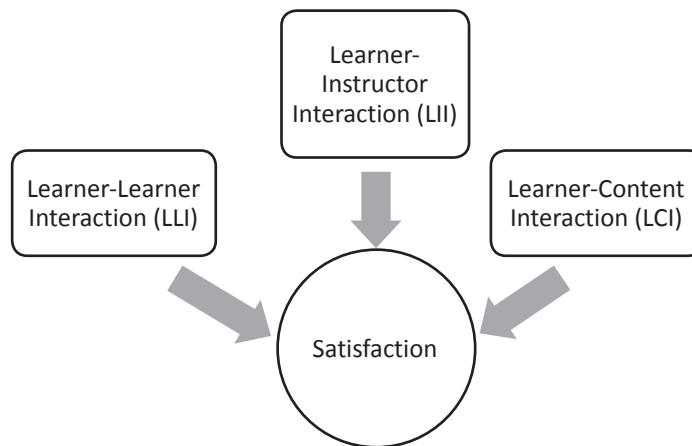 Learner-
Instructor
Interaction (LII)
Learner-Learner
Interaction (LLI)
Learner-Content
Interaction (LCI)
Satisfaction